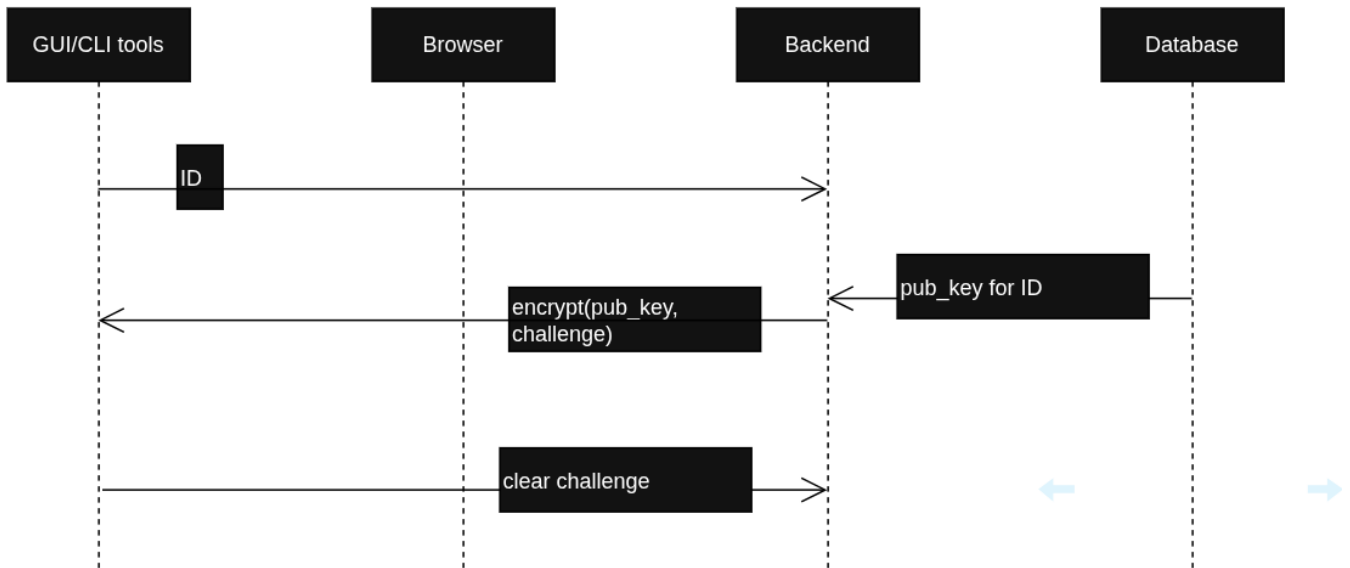 GUI/CLI tools
Browser
Backend
Database
ID
pub_key for ID
encrypt(pub_key,
challenge)
clear challenge